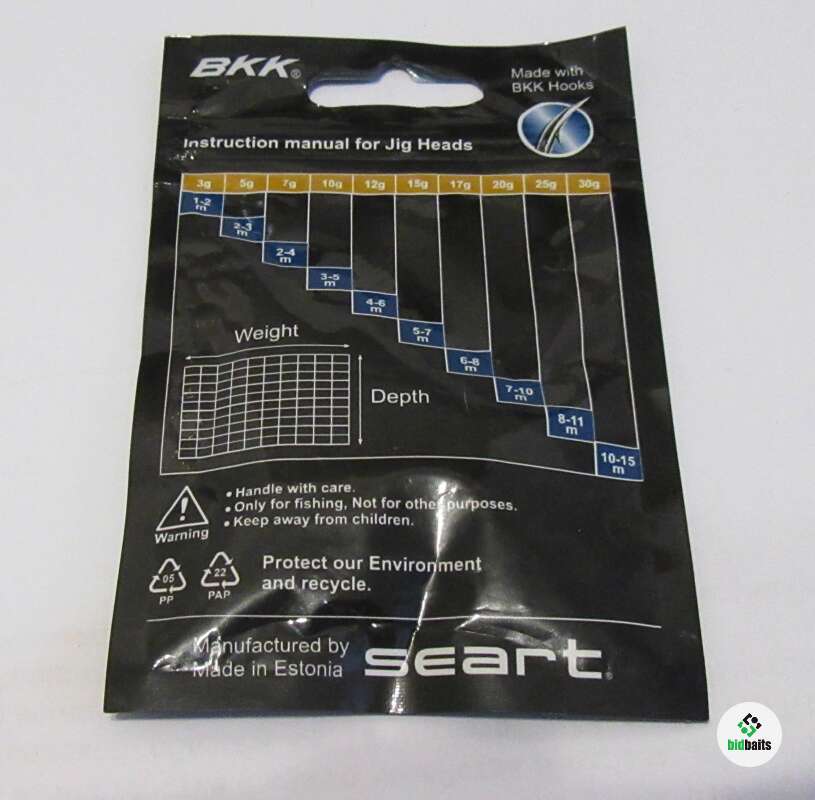 BKK®
Made with
BKK Hooks
Instruction manual for Jig Heads
3g 5g 7g 10g 12g 15g 17g 20g 25g 30g
1-2
m
2-3
m
2-4
m
3-5
m
4-6
m
5-7
m
6-8
m
7-10
m
8-11
m
10-15
m
Weight
Depth
Warning
• Handle with care.
• Only for fishing, Not for other purposes.
• Keep away from children.
05
PP
22
PAP
Protect our Environment
and recycle.
Manufactured by
Made in Estonia
seart®
bidbaits